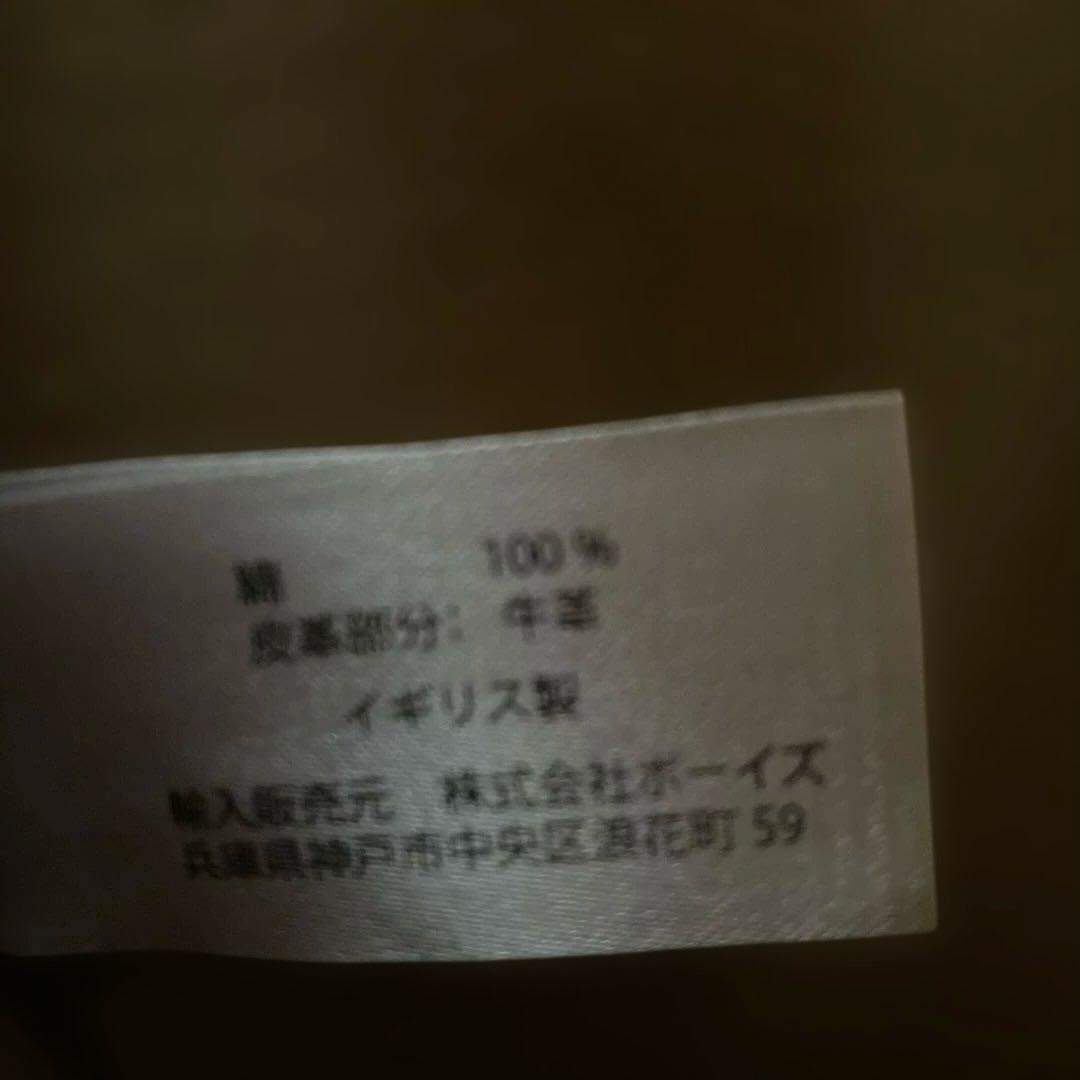 綿 100%
皮革部分： 牛革
イギリス製
輸入販売元 株式会社ボーイズ
兵庫県神戸市中央区浪花町 59